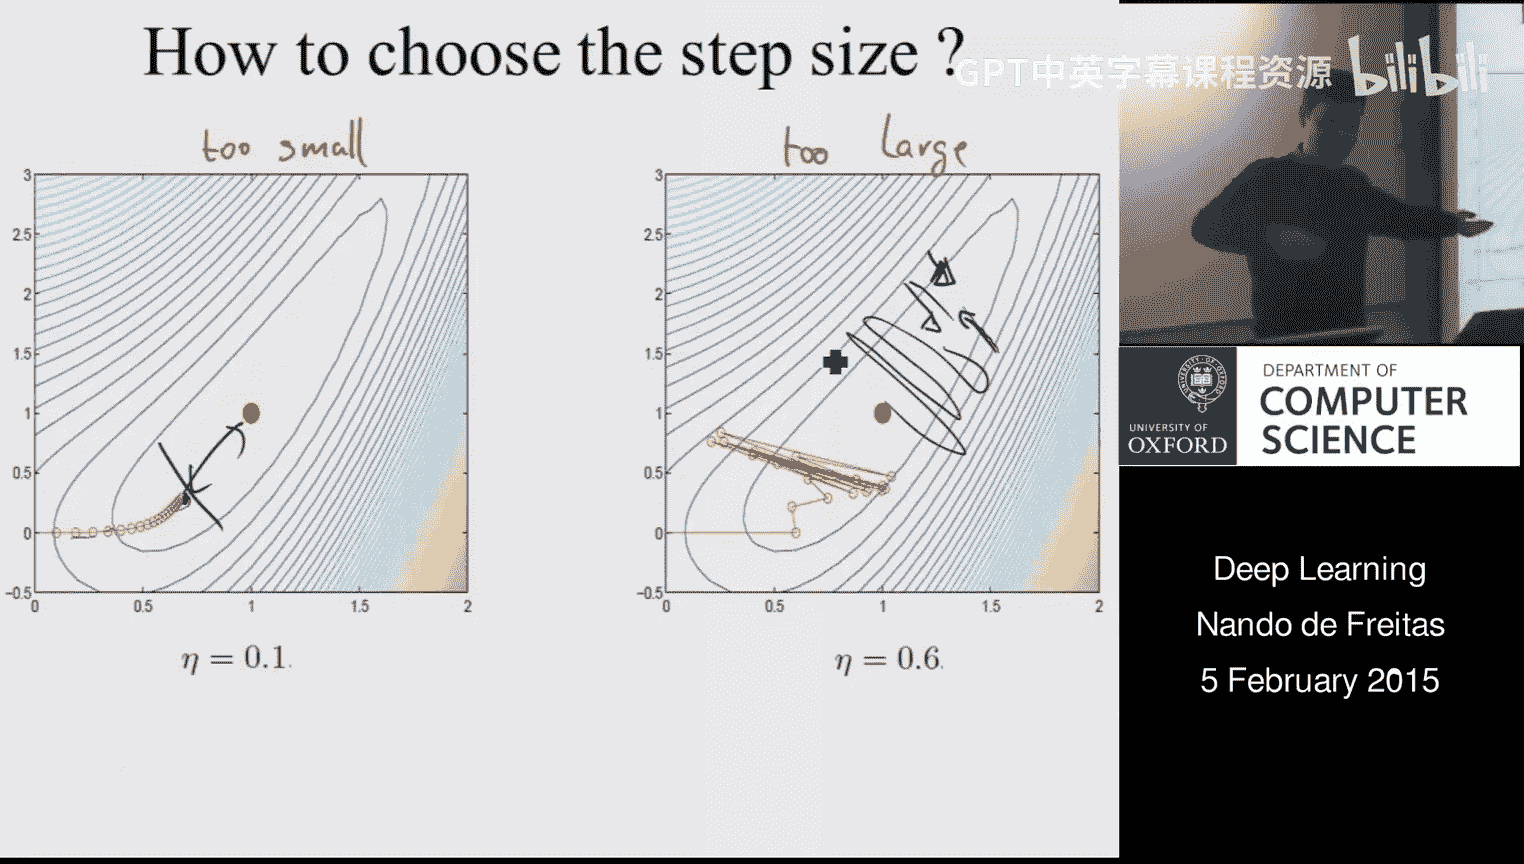 How to choose the step size ?
GPT中英字幕课程资源 bilibili
too small
too large
3
2.5
2
1.5
1
0.5
0
-0.5
0
0.5
1
1.5
2
η = 0.1.
3
2.5
2
1.5
1
0.5
0
-0.5
0
0.5
1
1.5
2
η = 0.6.
UNIVERSITY OF
OXFORD
DEPARTMENT OF
COMPUTER
SCIENCE
Deep Learning
Nando de Freitas
5 February 2015